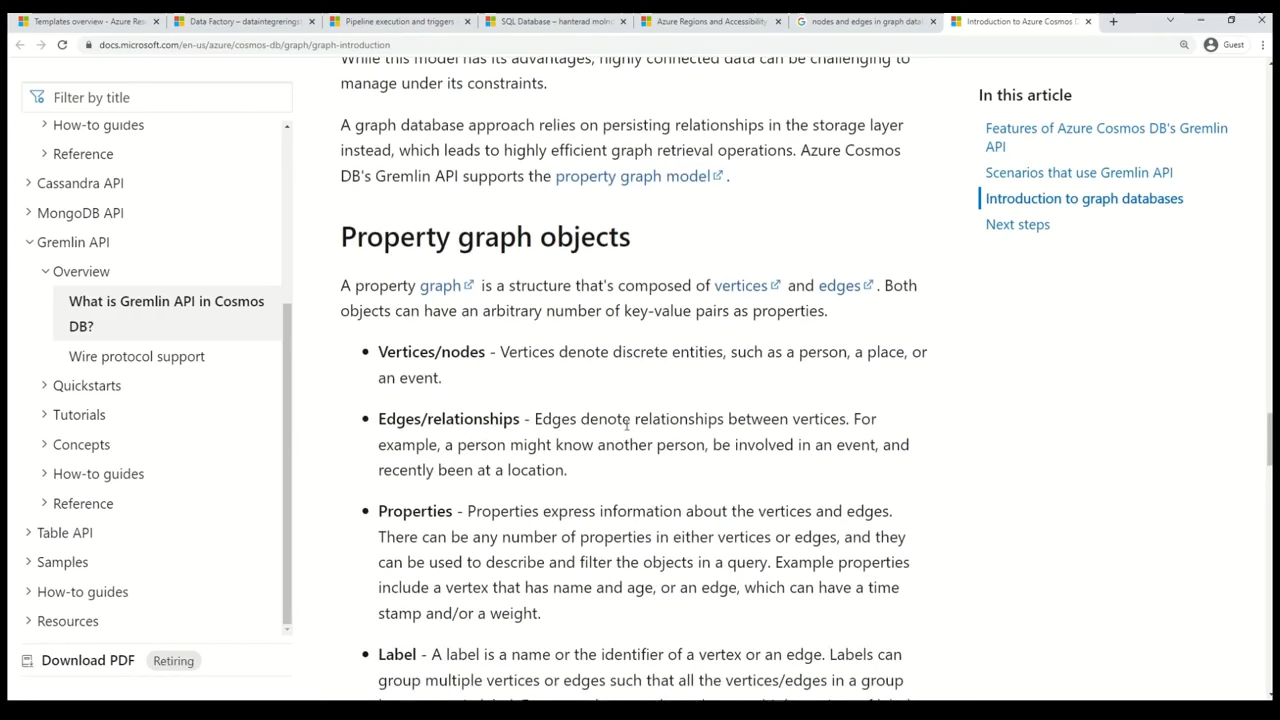 Templates overview - Azure Res
Data Factory – dataintegrerings
Pipeline execution and triggers
SQL Database – hanterad molnd
Azure Regions and Accessibility
nodes and edges in graph data
Introduction to Azure Cosmos D
docs.microsoft.com/en-us/azure/cosmos-db/graph/graph-introduction
Guest
Filter by title
How-to guides
Reference
Cassandra API
MongoDB API
Gremlin API
Overview
What is Gremlin API in Cosmos
DB?
Wire protocol support
Quickstarts
Tutorials
Concepts
How-to guides
Reference
Table API
Samples
How-to guides
Resources
Download PDF
Retiring
While this model has its advantages, highly connected data can be challenging to
manage under its constraints.
A graph database approach relies on persisting relationships in the storage layer
instead, which leads to highly efficient graph retrieval operations. Azure Cosmos
DB's Gremlin API supports the property graph model.
Property graph objects
A property graph is a structure that's composed of vertices and edges. Both
objects can have an arbitrary number of key-value pairs as properties.
• Vertices/nodes - Vertices denote discrete entities, such as a person, a place, or
an event.
• Edges/relationships - Edges denote relationships between vertices. For
example, a person might know another person, be involved in an event, and
recently been at a location.
• Properties - Properties express information about the vertices and edges.
There can be any number of properties in either vertices or edges, and they
can be used to describe and filter the objects in a query. Example properties
include a vertex that has name and age, or an edge, which can have a time
stamp and/or a weight.
• Label - A label is a name or the identifier of a vertex or an edge. Labels can
group multiple vertices or edges such that all the vertices/edges in a group
In this article
Features of Azure Cosmos DB's Gremlin
API
Scenarios that use Gremlin API
Introduction to graph databases
Next steps